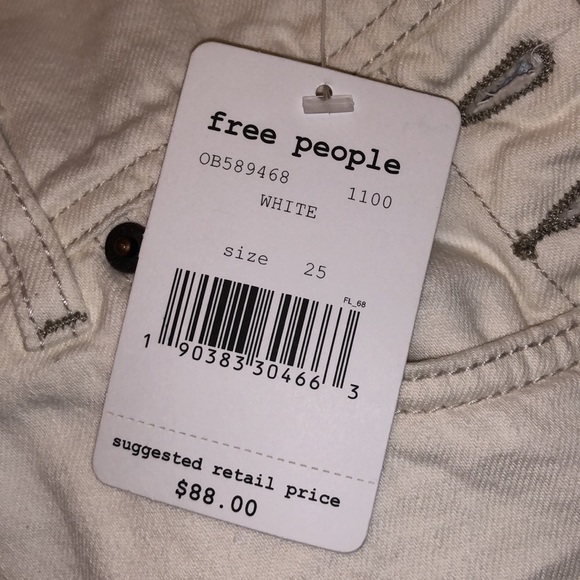 free people
OB589468 1100
WHITE
size 25
FL_68
1 90383 30466 3
suggested retail price
$88.00